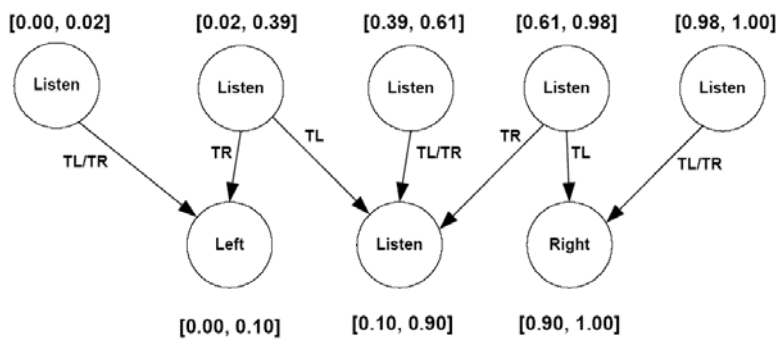 [0.00, 0.02] [0.02, 0.39] [0.39, 0.61] [0.61, 0.98] [0.98, 1.00]
Listen Listen Listen Listen Listen
TL/TR TR TL TL/TR TR TL TL/TR
Left Listen Right
[0.00, 0.10] [0.10, 0.90] [0.90, 1.00]